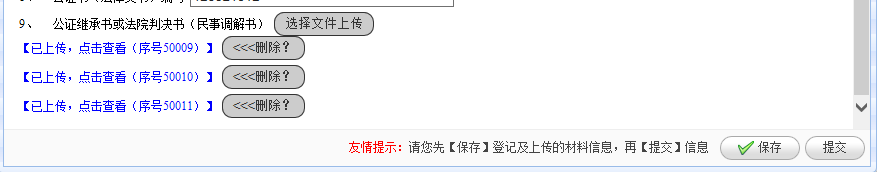 9、 公证继承书或法院判决书（民事调解书） 选择文件上传
【已上传，点击查看（序号50009）】 <<<删除？
【已上传，点击查看（序号50010）】 <<<删除？
【已上传，点击查看（序号50011）】 <<<删除？
友情提示：请您先【保存】登记及上传的材料信息，再【提交】信息 保存 提交